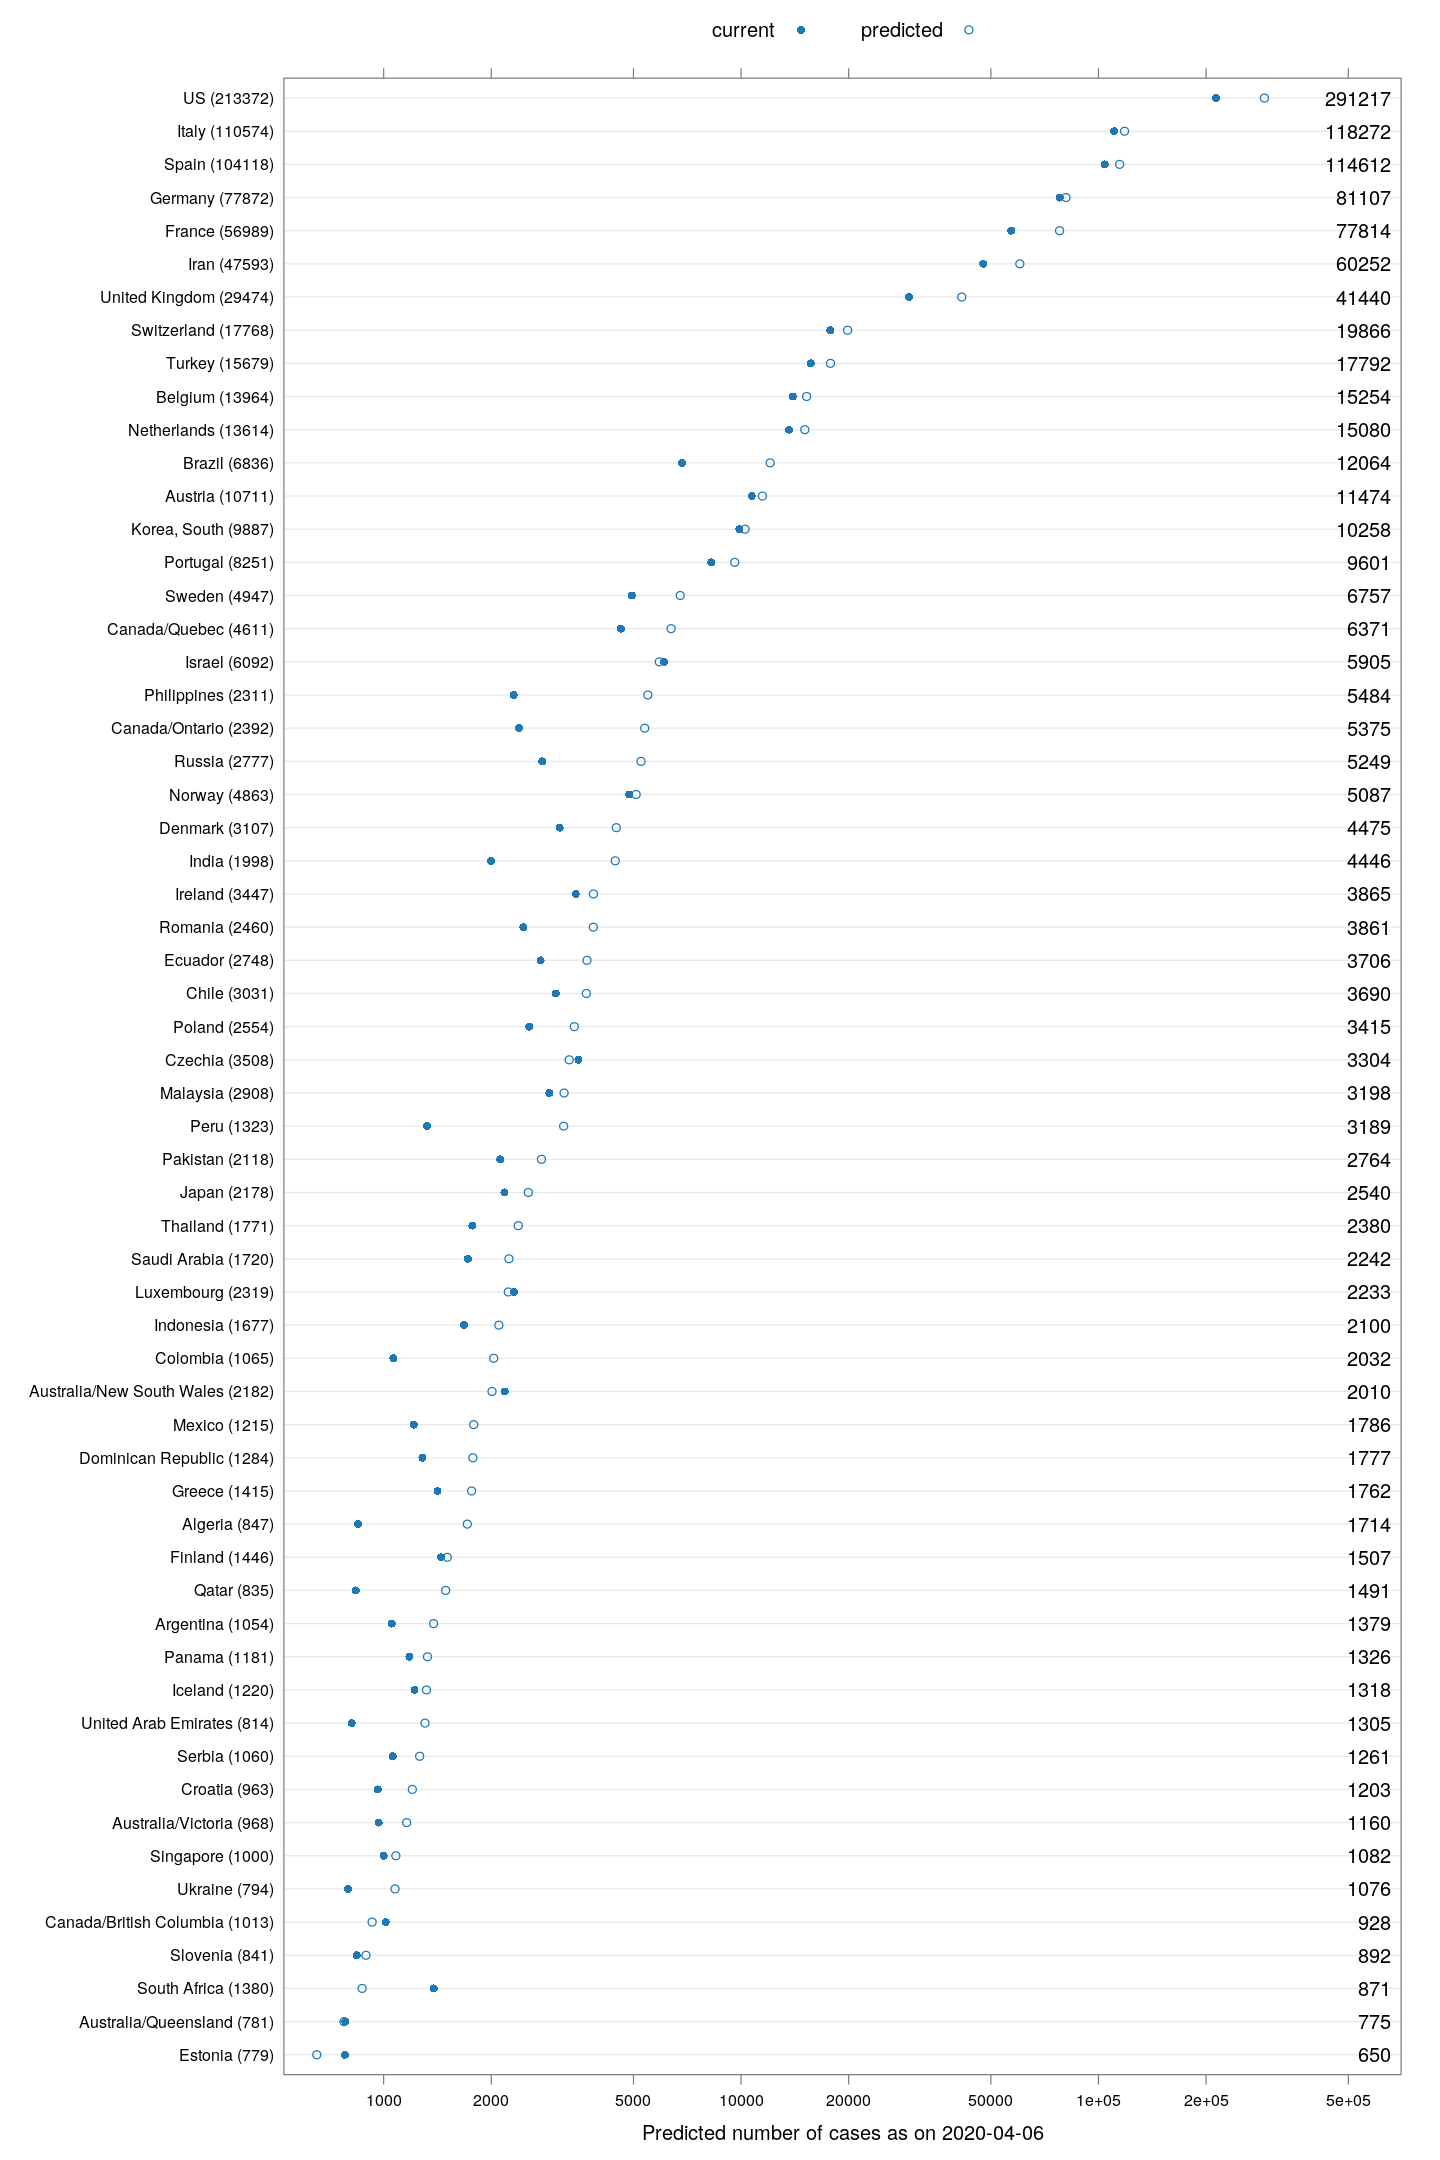 current predicted
US (213372) 291217
Italy (110574) 118272
Spain (104118) 114612
Germany (77872) 81107
France (56989) 77814
Iran (47593) 60252
United Kingdom (29474) 41440
Switzerland (17768) 19866
Turkey (15679) 17792
Belgium (13964) 15254
Netherlands (13614) 15080
Brazil (6836) 12064
Austria (10711) 11474
Korea, South (9887) 10258
Portugal (8251) 9601
Sweden (4947) 6757
Canada/Quebec (4611) 6371
Israel (6092) 5905
Philippines (2311) 5484
Canada/Ontario (2392) 5375
Russia (2777) 5249
Norway (4863) 5087
Denmark (3107) 4475
India (1998) 4446
Ireland (3447) 3865
Romania (2460) 3861
Ecuador (2748) 3706
Chile (3031) 3690
Poland (2554) 3415
Czechia (3508) 3304
Malaysia (2908) 3198
Peru (1323) 3189
Pakistan (2118) 2764
Japan (2178) 2540
Thailand (1771) 2380
Saudi Arabia (1720) 2242
Luxembourg (2319) 2233
Indonesia (1677) 2100
Colombia (1065) 2032
Australia/New South Wales (2182) 2010
Mexico (1215) 1786
Dominican Republic (1284) 1777
Greece (1415) 1762
Algeria (847) 1714
Finland (1446) 1507
Qatar (835) 1491
Argentina (1054) 1379
Panama (1181) 1326
Iceland (1220) 1318
United Arab Emirates (814) 1305
Serbia (1060) 1261
Croatia (963) 1203
Australia/Victoria (968) 1160
Singapore (1000) 1082
Ukraine (794) 1076
Canada/British Columbia (1013) 928
Slovenia (841) 892
South Africa (1380) 871
Australia/Queensland (781) 775
Estonia (779) 650
1000 2000 5000 10000 20000 50000 1e+05 2e+05 5e+05
Predicted number of cases as on 2020-04-06